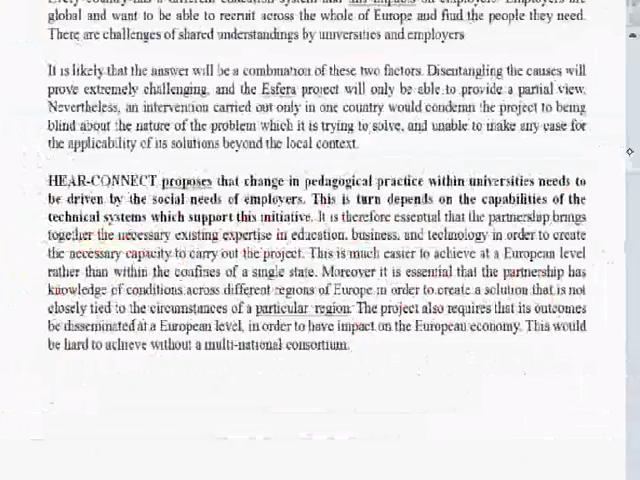 global and want to be able to recruit across the whole of Europe and find the people they need.
There are challenges of shared understandings by universities and employers
It is likely that the answer will be a combination of these two factors. Disentangling the causes will
prove extremely challenging, and the Esfera project will only be able to provide a partial view.
Nevertheless, an intervention carried out only in one country would condemn the project to being
blind about the nature of the problem which it is trying to solve, and unable to make any case for
the applicability of its solutions beyond the local context.
HEAR-CONNECT proposes that change in pedagogical practice within universities needs to
be driven by the social needs of employers. This is turn depends on the capabilities of the
technical systems which support this initiative. It is therefore essential that the partnership brings
together the necessary existing expertise in education, business, and technology in order to create
the necessary capacity to carry out the project. This is much easier to achieve at a European level
rather than within the confines of a single state. Moreover it is essential that the partnership has
knowledge of conditions across different regions of Europe in order to create a solution that is not
closely tied to the circumstances of a particular region. The project also requires that its outcomes
be disseminated at a European level, in order to have impact on the European economy. This would
be hard to achieve without a multi-national consortium.